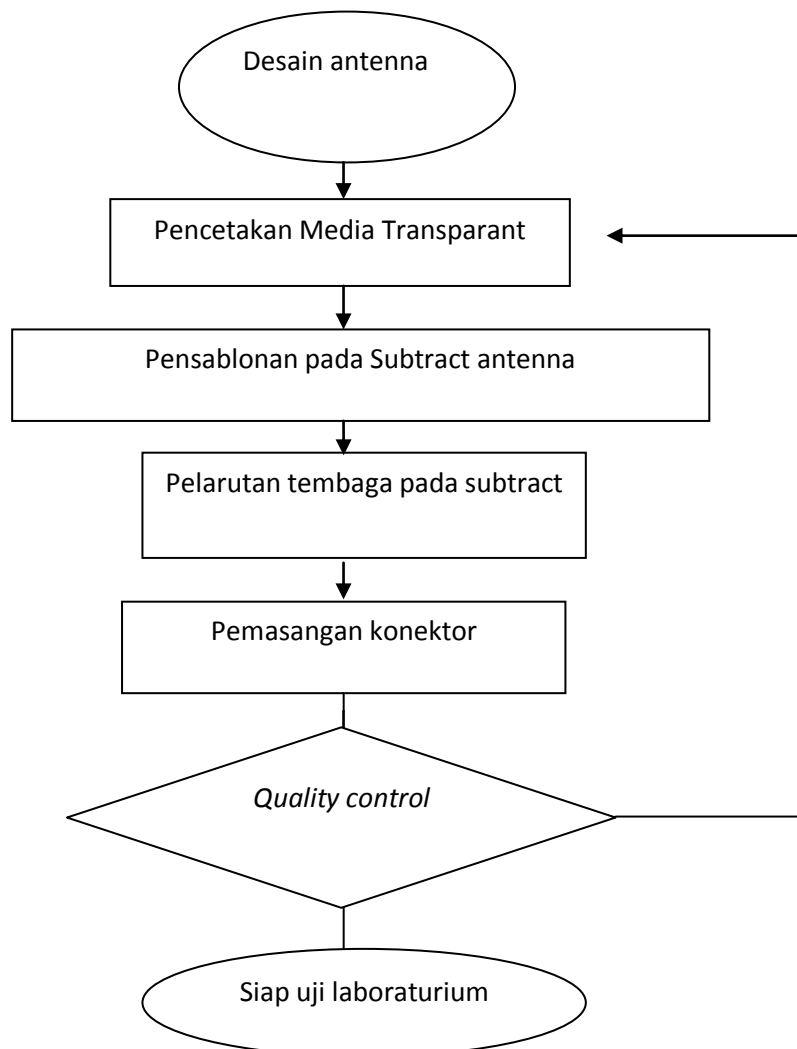 Desain antenna
Pencetakan Media Transparant
Pensablonan pada Subtract antenna
Pelarutan tembaga pada subtract
Pemasangan konektor
Quality control
Siap uji laboraturium